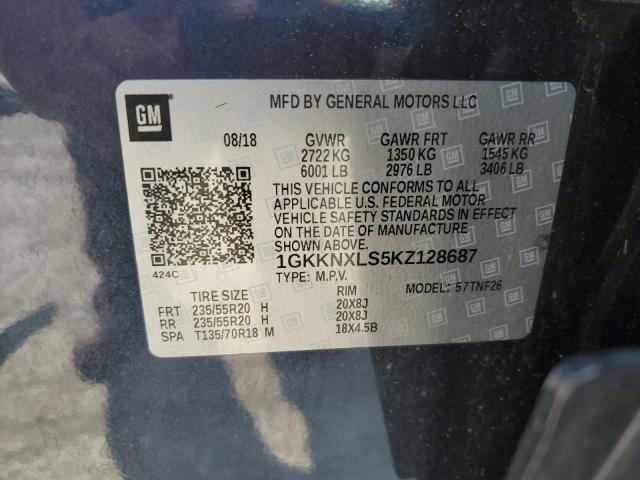 GM
MFD BY GENERAL MOTORS LLC
08/18 GVWR GAWR FRT GAWR RR
2722 KG 1350 KG 1545 KG
6001 LB 2976 LB 3406 LB
THIS VEHICLE CONFORMS TO ALL
APPLICABLE U.S. FEDERAL MOTOR
VEHICLE SAFETY STANDARDS IN EFFECT
ON THE DATE OF MANUFACTURE
SHOWN ABOVE.
1GKKNXLS5KZ128687
424C
TYPE: M.P.V. MODEL: 57TNF26
TIRE SIZE RIM
FRT 235/55R20 H 20X8J
RR 235/55R20 H 20X8J
SPA T135/70R18 M 18X4.5B